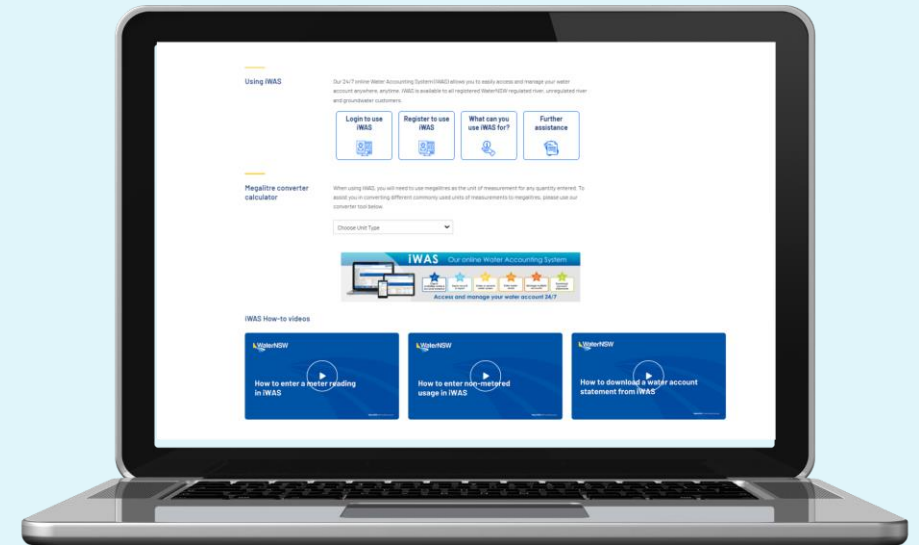 Using iWAS
Our 24/7 online Water Accounting System (iWAS) allows you to easily access and manage your water
account anywhere, anytime. iWAS is available to all registered WaterNSW regulated river, unregulated river
and groundwater customers.
Login to use
iWAS
Register to use
iWAS
What can you
use iWAS for?
Further
assistance
Megalitre converter
calculator
When using iWAS, you will need to use megalitres as the unit of measurement for any quantity entered. To
assist you in converting different commonly used units of measurements to megalitres, please use our
converter tool below.
Choose Unit Type
iWAS Our online Water Accounting System
Access and manage your water account 24/7
iWAS How-to videos
WaterNSW
How to enter a meter reading
in iWAS
WaterNSW
How to enter non-metered
usage in iWAS
WaterNSW
How to download a water account
statement from iWAS